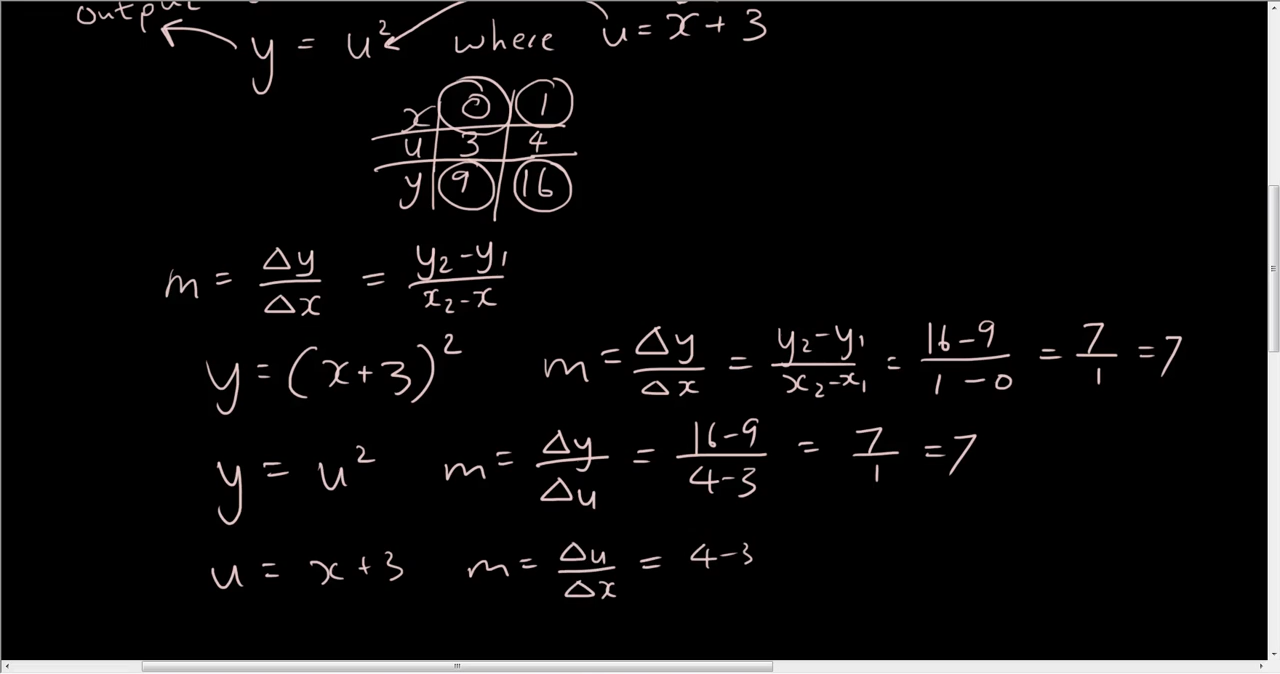 output
y = u² where u = x + 3
x 0 1
u 3 4
y 9 16
m = Δy/Δx = y₂-y₁/x₂-x
y = (x+3)² m = Δy/Δx = y₂-y₁/x₂-x₁ = 16-9/1-0 = 7/1 = 7
y = u² m = Δy/Δu = 16-9/4-3 = 7/1 = 7
u = x+3 m = Δu/Δx = 4-3